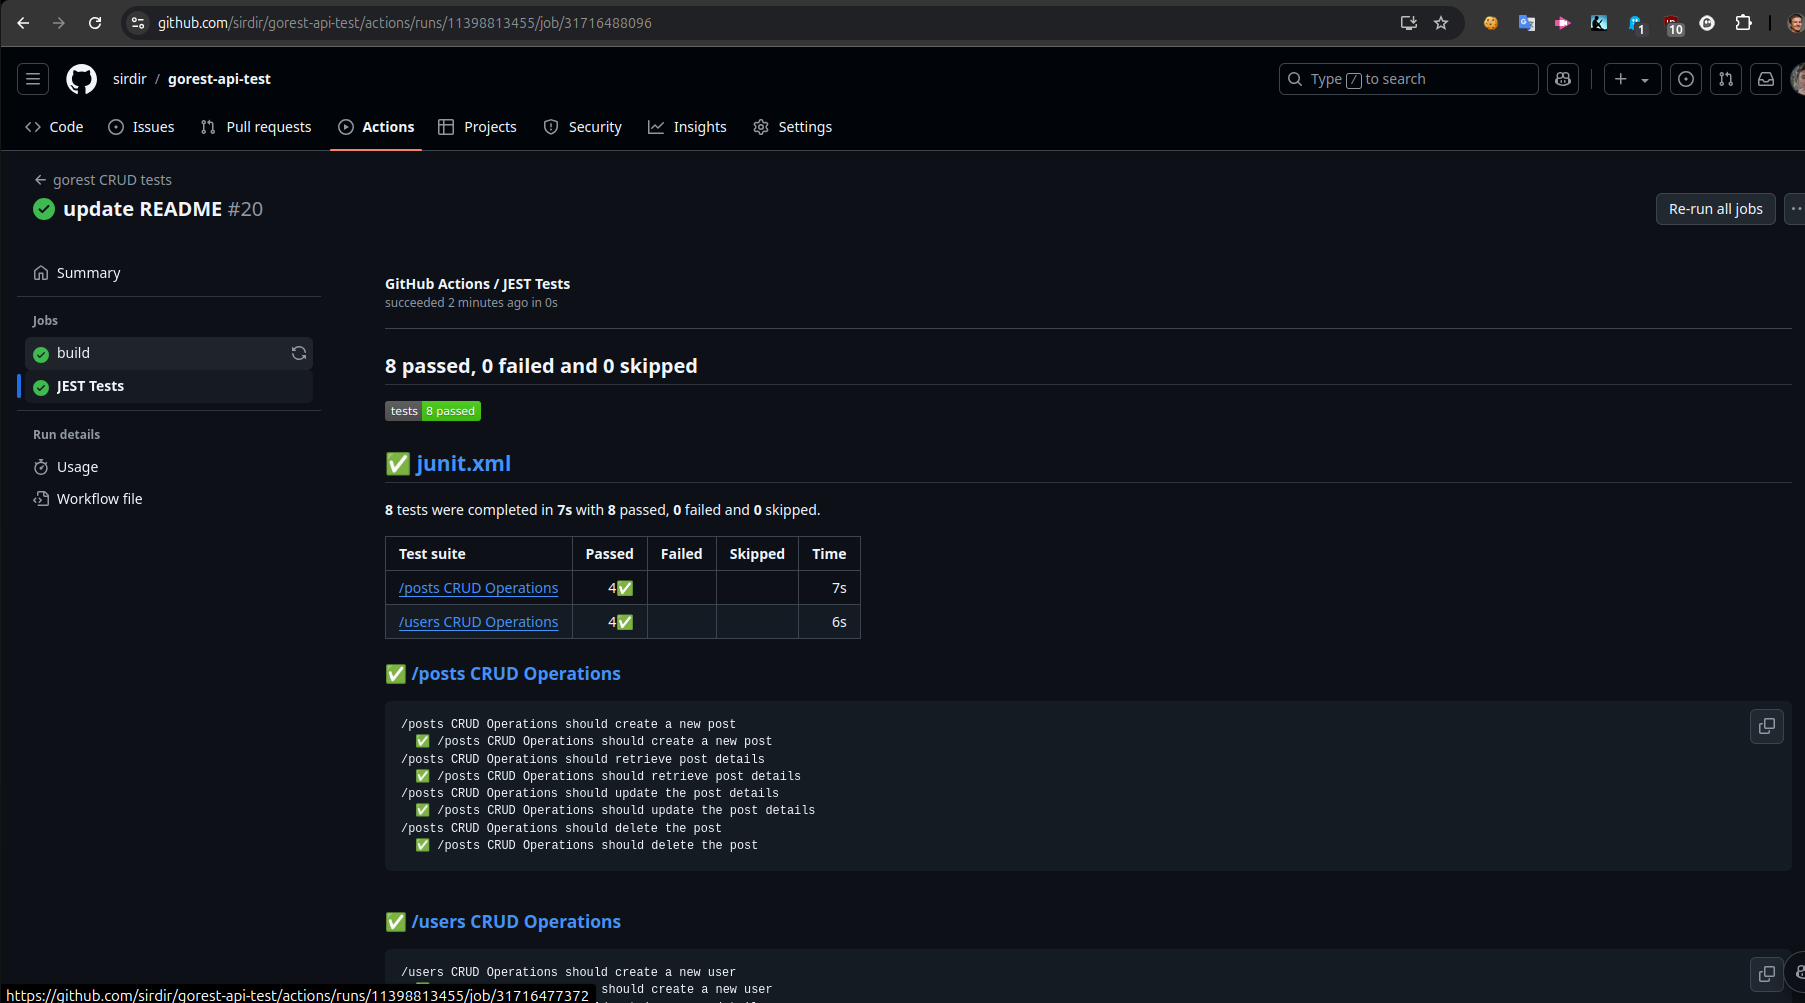 github.com/sirdir/gorest-api-test/actions/runs/11398813455/job/31716488096
1
10
sirdir / gorest-api-test
Type / to search
Code
Issues
Pull requests
Actions
Projects
Security
Insights
Settings
gorest CRUD tests
update README #20
Re-run all jobs
Summary
Jobs
build
JEST Tests
Run details
Usage
Workflow file
GitHub Actions / JEST Tests
succeeded 2 minutes ago in 0s
8 passed, 0 failed and 0 skipped
tests 8 passed
junit.xml
8 tests were completed in 7s with 8 passed, 0 failed and 0 skipped.
Test suite Passed Failed Skipped Time
/posts CRUD Operations 4✅ 7s
/users CRUD Operations 4✅ 6s
✅ /posts CRUD Operations
/posts CRUD Operations should create a new post
✅ /posts CRUD Operations should create a new post
/posts CRUD Operations should retrieve post details
✅ /posts CRUD Operations should retrieve post details
/posts CRUD Operations should update the post details
✅ /posts CRUD Operations should update the post details
/posts CRUD Operations should delete the post
✅ /posts CRUD Operations should delete the post
✅ /users CRUD Operations
/users CRUD Operations should create a new user
should create a new user
https://github.com/sirdir/gorest-api-test/actions/runs/11398813455/job/31716477372